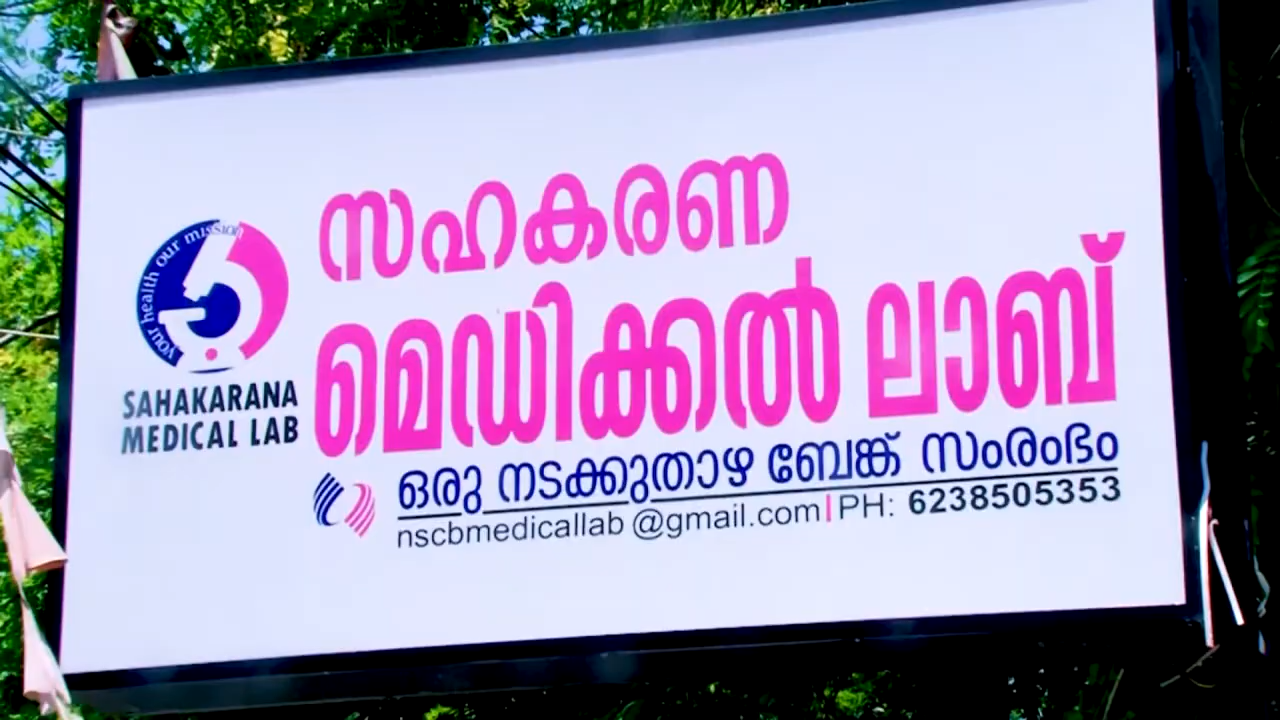 your health our mission
SAHAKARANA
MEDICAL LAB
സഹകരണ
മെഡിക്കൽ ലാബ്
ഒരു നടക്കുതാഴ ബേങ്ക് സംരംഭം
nscbmedicallab@gmail.com | PH: 6238505353